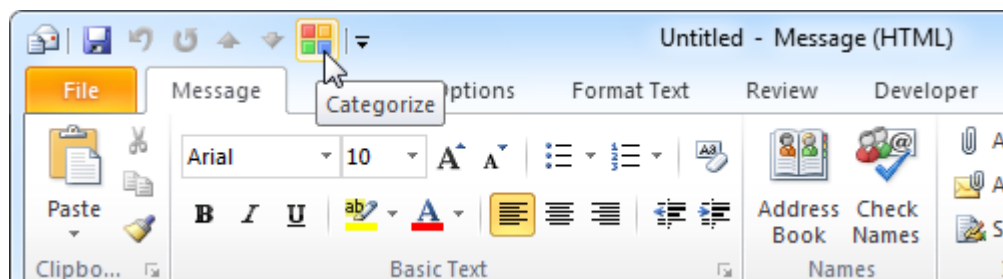 Untitled - Message (HTML)
File Message Options Format Text Review Developer
Categorize
Arial 10
Paste
B I U
Address Book
Check Names
Clipbo... Basic Text Names